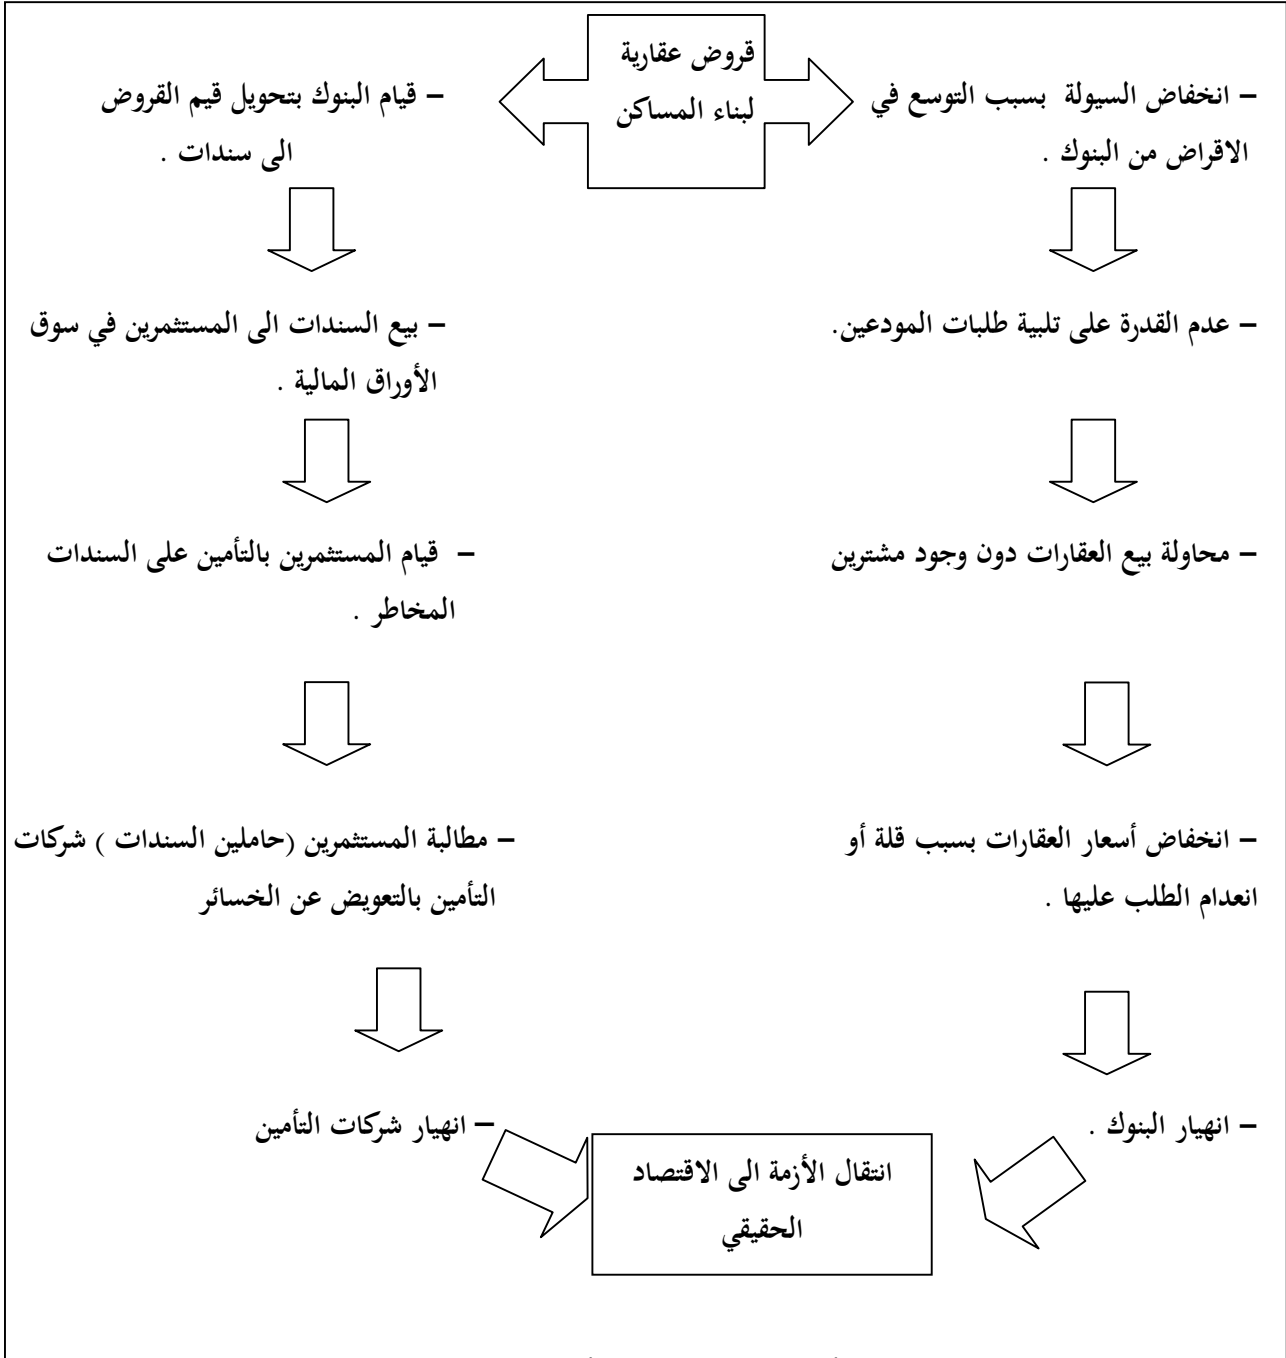 قروض عقارية
لبناء المساكن
– انخفاض السيولة بسبب التوسع في
الاقراض من البنوك .
– قيام البنوك بتحويل قيم القروض
الى سندات .
– عدم القدرة على تلبية طلبات المودعين.
– بيع السندات الى المستثمرين في سوق
الأوراق المالية .
– محاولة بيع العقارات دون وجود مشترين
– قيام المستثمرين بالتأمين على السندات
المخاطر .
– انخفاض أسعار العقارات بسبب قلة أو
انعدام الطلب عليها .
– مطالبة المستثمرين (حاملين السندات ) شركات
التأمين بالتعويض عن الخسائر
– انهيار البنوك .
– انهيار شركات التأمين
انتقال الأزمة الى الاقتصاد
الحقيقي